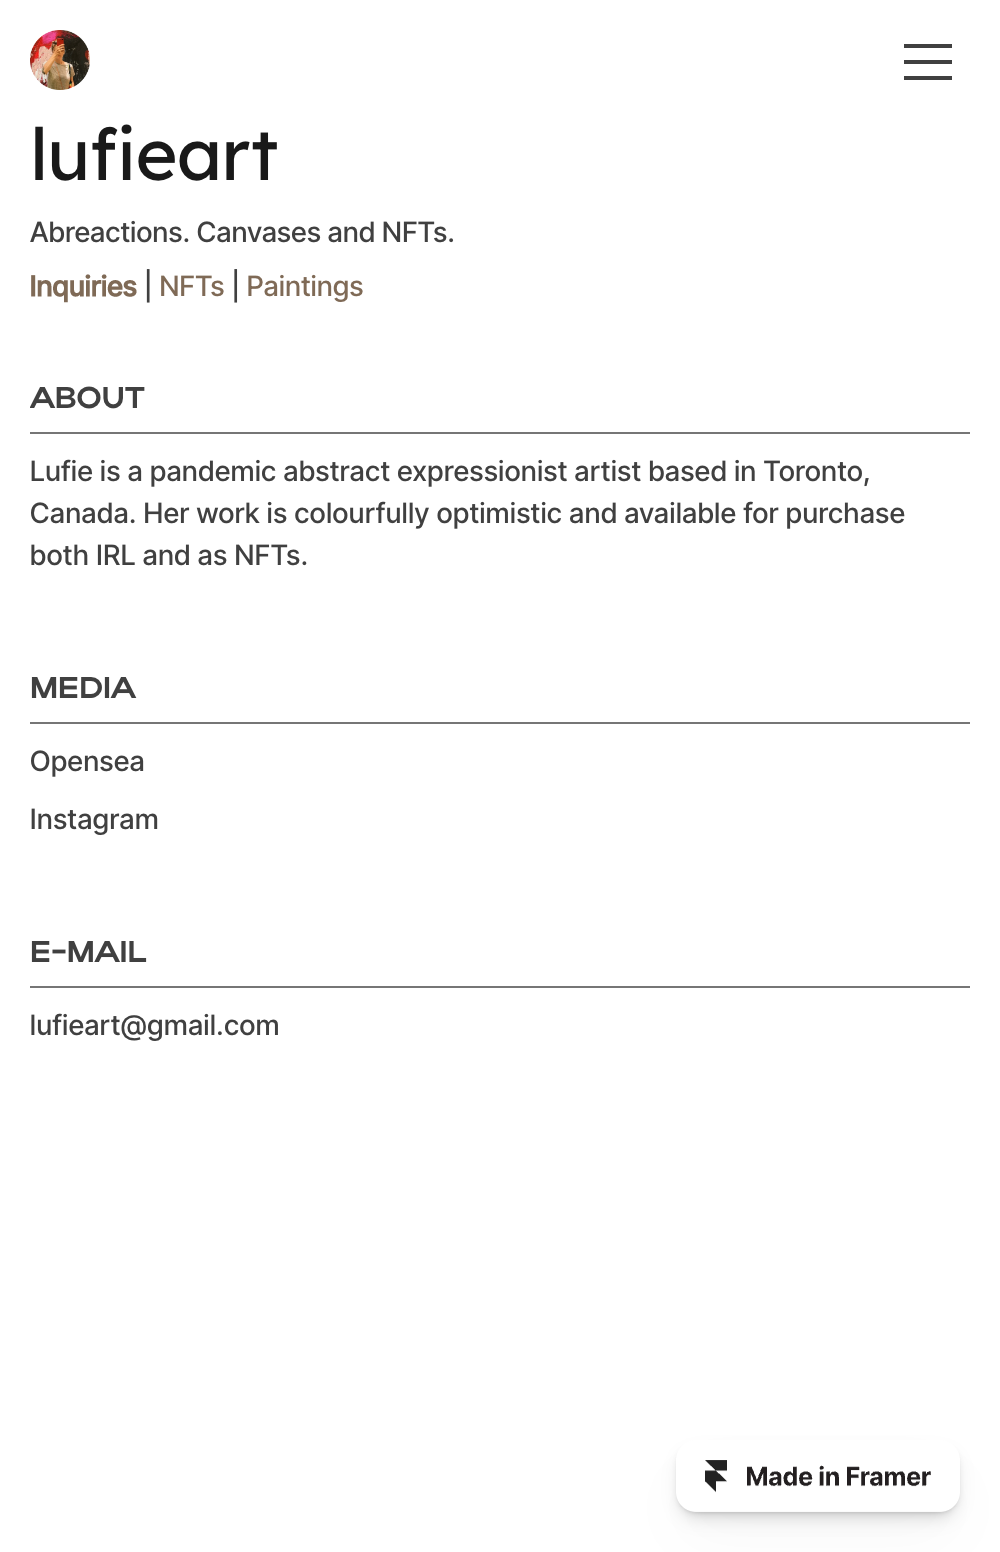 lufieart
Abreactions. Canvases and NFTs.
Inquiries | NFTs | Paintings
ABOUT
Lufie is a pandemic abstract expressionist artist based in Toronto,
Canada. Her work is colourfully optimistic and available for purchase
both IRL and as NFTs.
MEDIA
Opensea
Instagram
E-MAIL
lufieart@gmail.com
Made in Framer